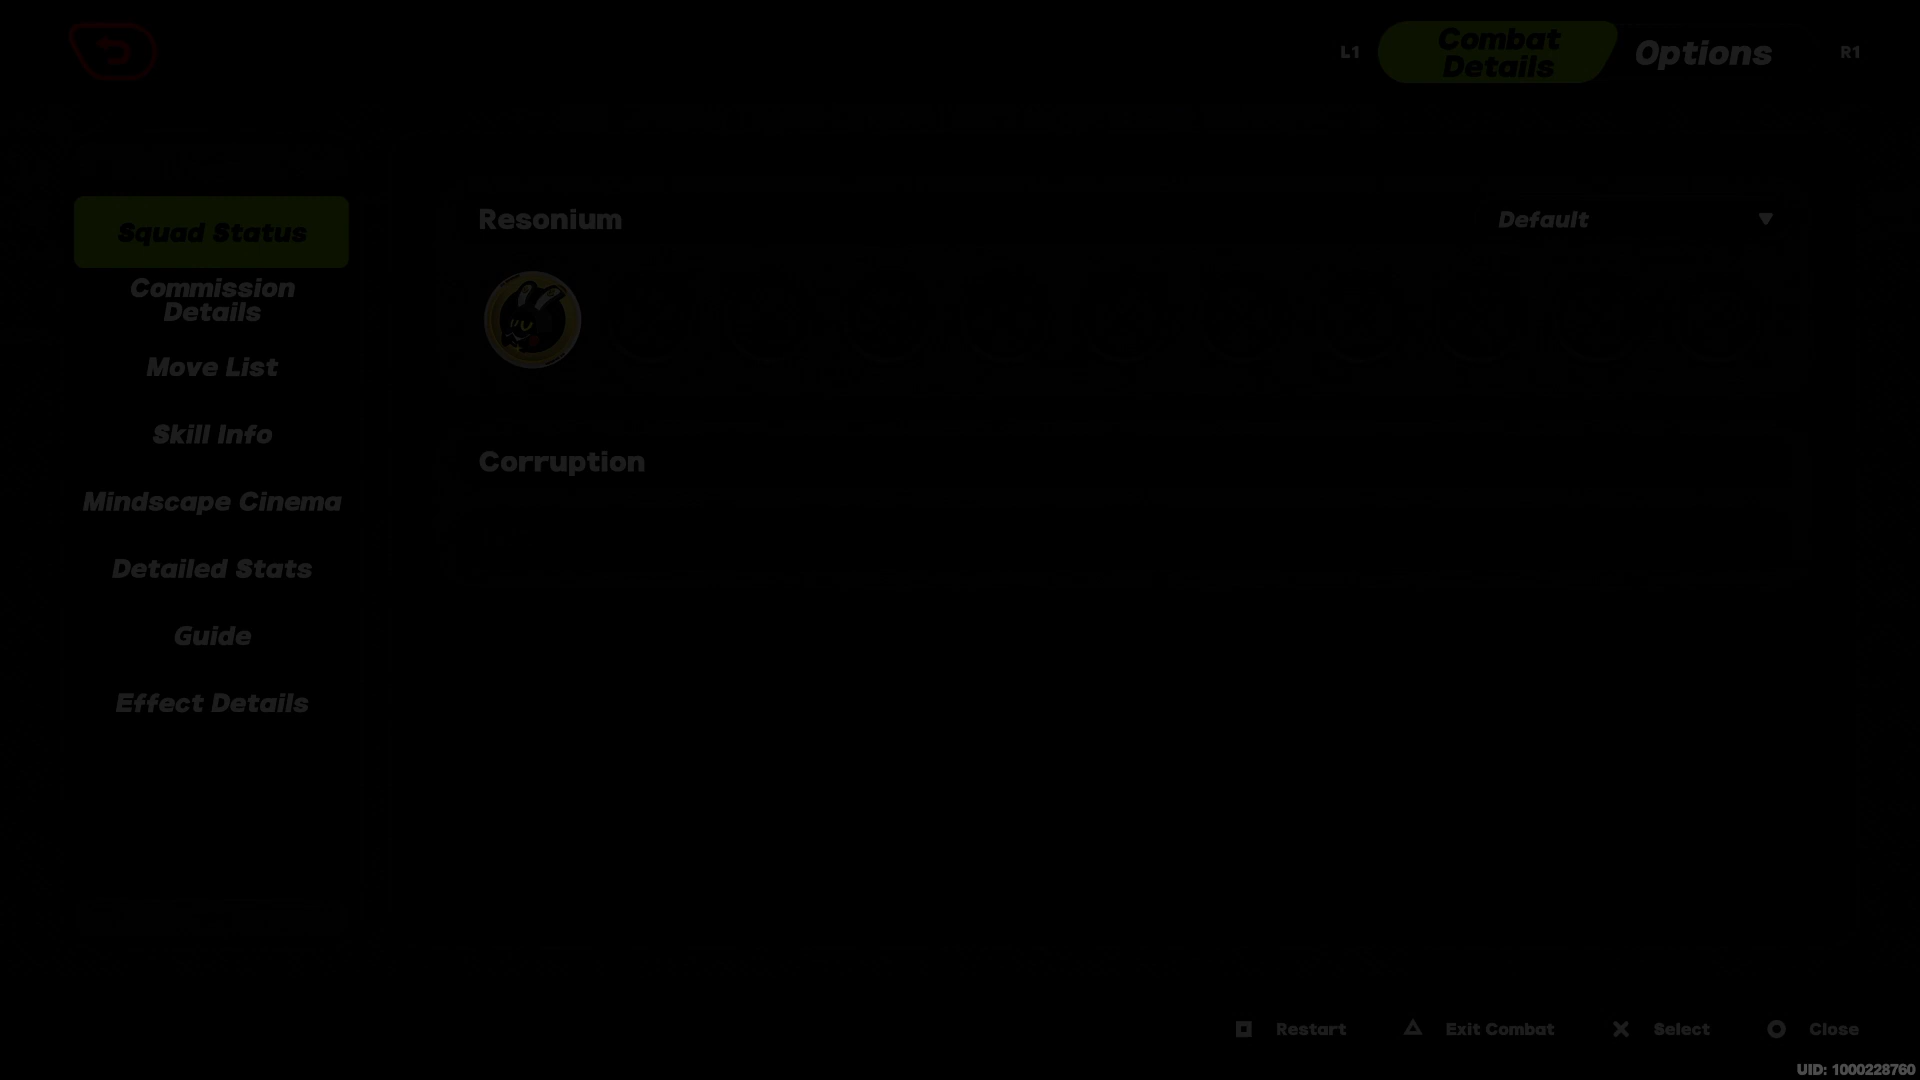 L1
Combat
Details
Options
R1
Squad Status
Commission
Details
Move List
Skill Info
Mindscape Cinema
Detailed Stats
Guide
Effect Details
Resonium
Default
Corruption
Restart
Exit Combat
Select
Close
UID: 1000228760